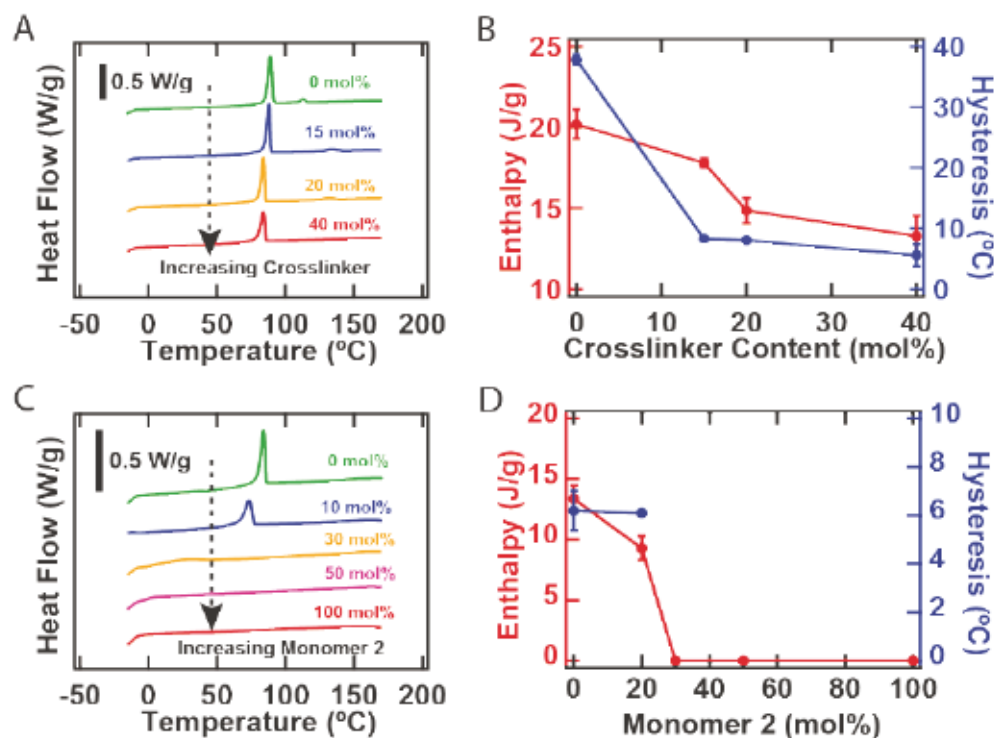 A
0.5 W/g
0 mol%
15 mol%
20 mol%
40 mol%
Increasing Crosslinker
Heat Flow (W/g)
-50 0 50 100 150 200
Temperature (ºC)
B
25
20
15
10
Enthalpy (J/g)
40
30
20
10
0
Hysteresis (ºC)
0 10 20 30 40
Crosslinker Content (mol%)
C
0.5 W/g
0 mol%
10 mol%
30 mol%
50 mol%
100 mol%
Increasing Monomer 2
Heat Flow (W/g)
-50 0 50 100 150 200
Temperature (ºC)
D
20
15
10
5
0
Enthalpy (J/g)
10
8
6
4
2
0
Hysteresis (ºC)
0 20 40 60 80 100
Monomer 2 (mol%)